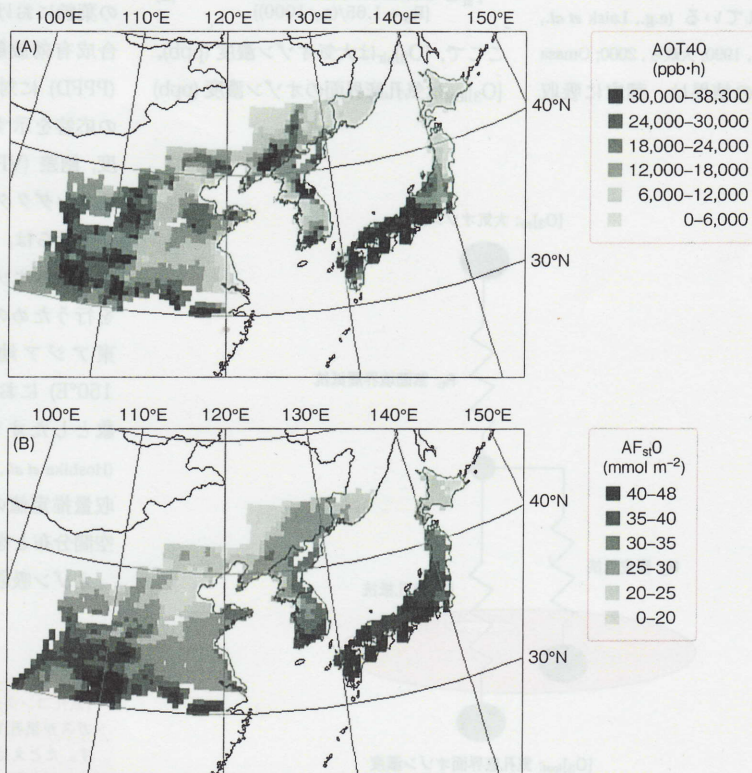 100°E 110°E 120°E 130°E 140°E 150°E
(A)
40°N
30°N
AOT40
(ppb·h)
30,000–38,300
24,000–30,000
18,000–24,000
12,000–18,000
6,000–12,000
0–6,000
100°E 110°E 120°E 130°E 140°E 150°E
(B)
40°N
30°N
AFst0
(mmol m−2)
40–48
35–40
30–35
25-30
20–25
0–20